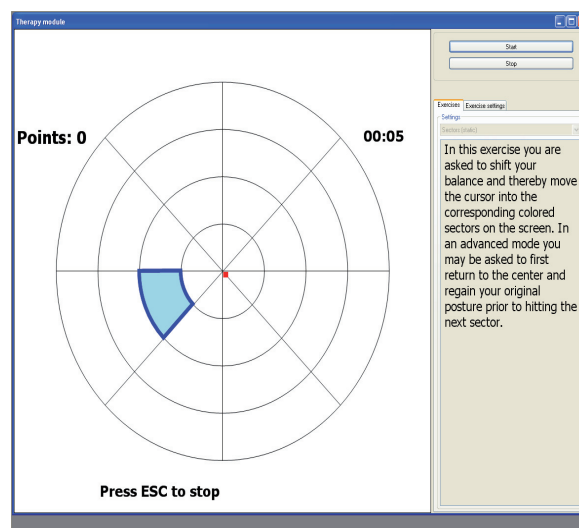 Therapy module
Start
Stop
Exercises Exercise settings
Settings
Section (static)
Points: 0
00:05
In this exercise you are
asked to shift your
balance and thereby move
the cursor into the
corresponding colored
sectors on the screen. In
an advanced mode you
may be asked to first
return to the center and
regain your original
posture prior to hitting the
next sector.
Press ESC to stop